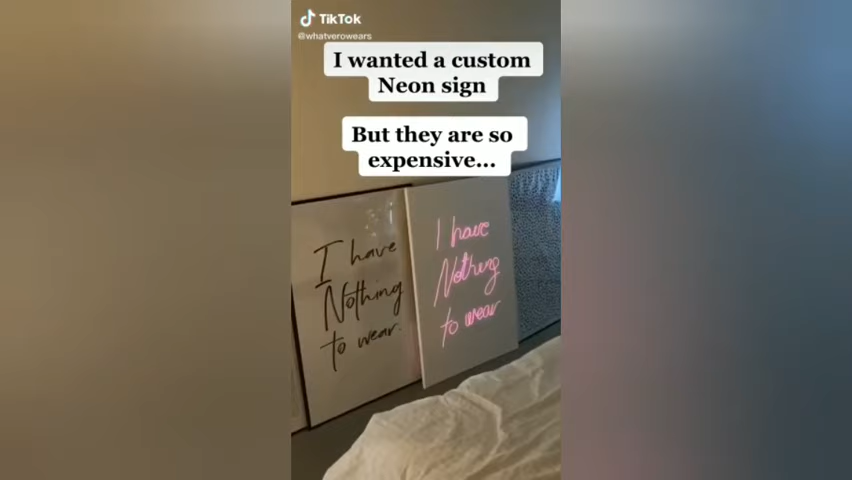 TikTok
@whatverowears
I wanted a custom
Neon sign
But they are so
expensive...
I have
Nothing
to wear.
I have
Nothing
to wear